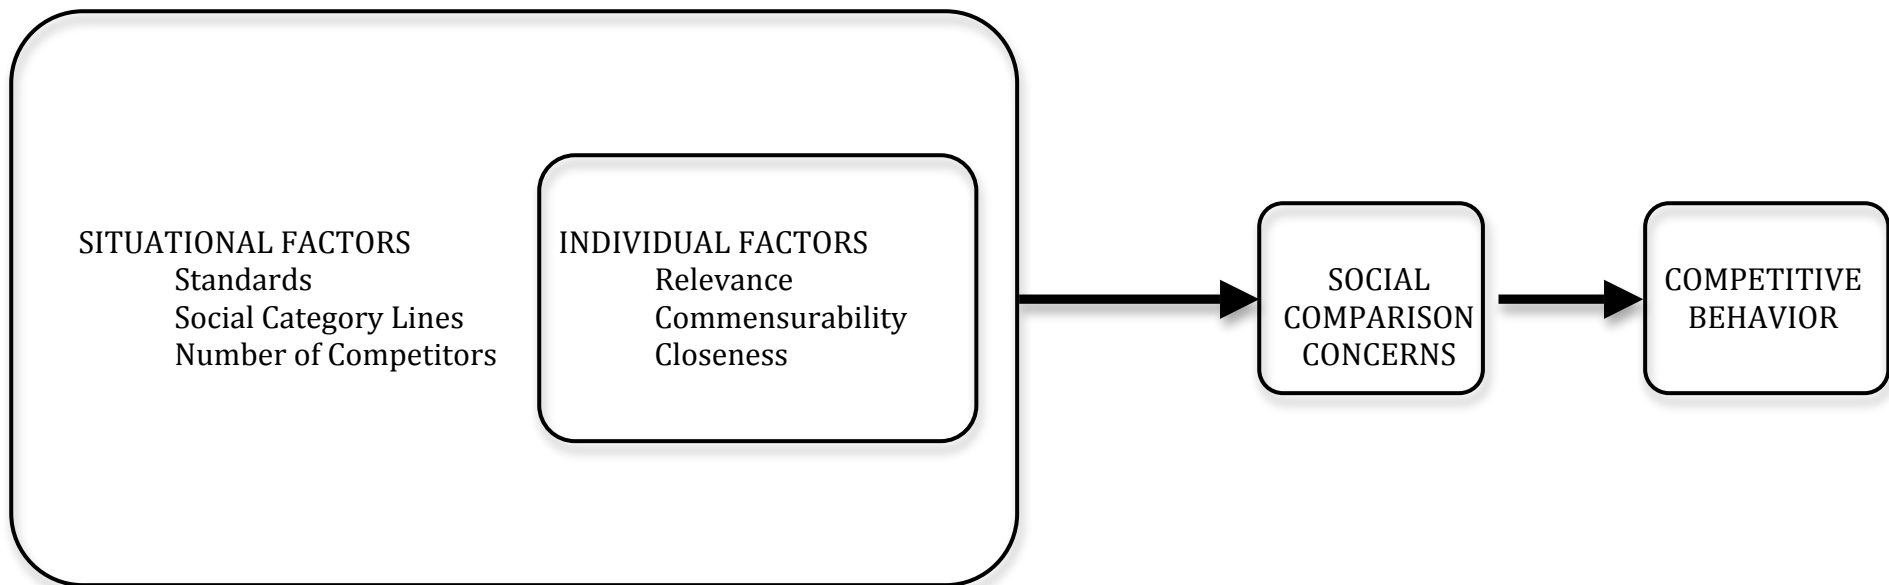 SITUATIONAL FACTORS
Standards
Social Category Lines
Number of Competitors
INDIVIDUAL FACTORS
Relevance
Commensurability
Closeness
SOCIAL
COMPARISON
CONCERNS
COMPETITIVE
BEHAVIOR